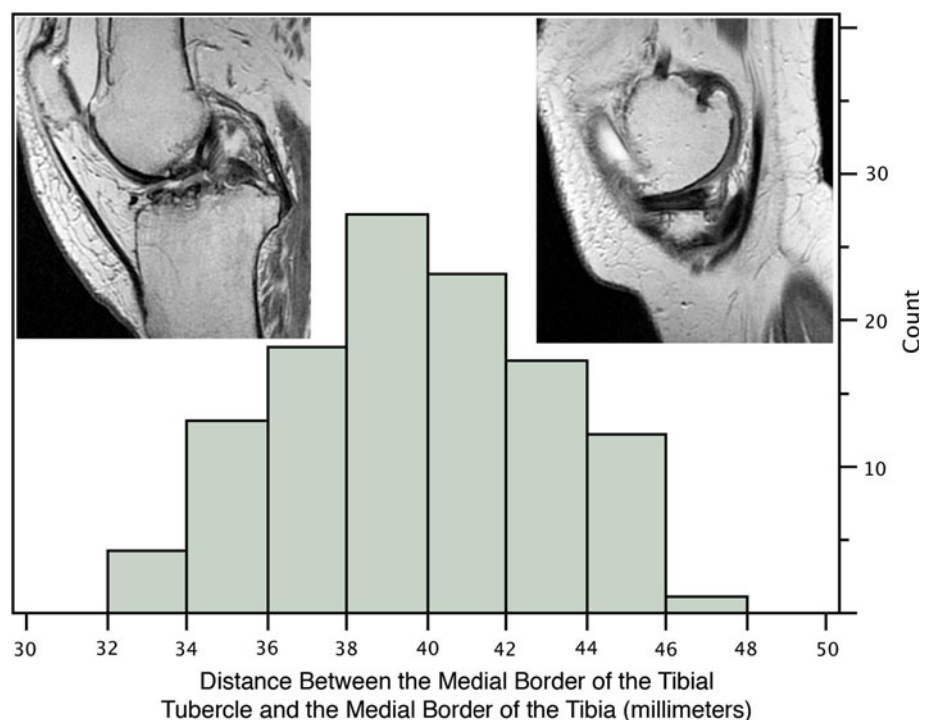 30
20
10
Count
30 32 34 36 38 40 42 44 46 48 50
Distance Between the Medial Border of the Tibial
Tubercle and the Medial Border of the Tibia (millimeters)